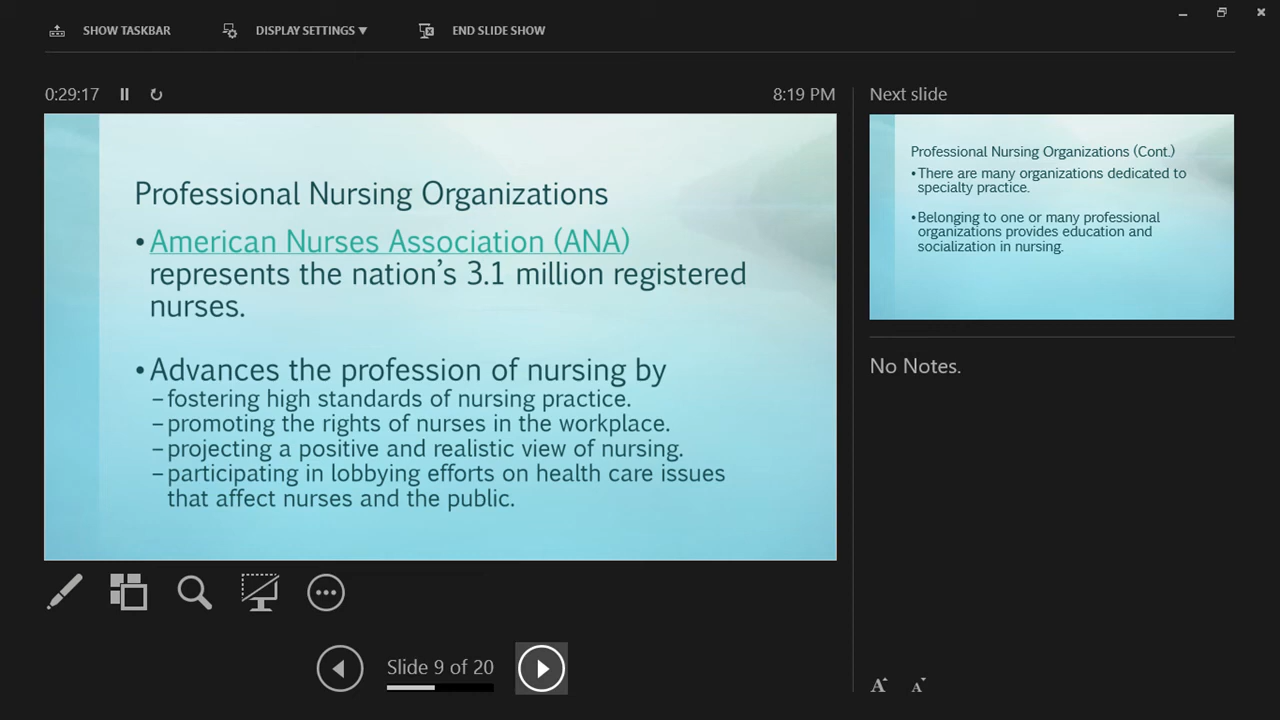 SHOW TASKBAR
DISPLAY SETTINGS ▼
END SLIDE SHOW
0:29:17
8:19 PM
Professional Nursing Organizations
•American Nurses Association (ANA)
represents the nation’s 3.1 million registered
nurses.
•Advances the profession of nursing by
–fostering high standards of nursing practice.
–promoting the rights of nurses in the workplace.
–projecting a positive and realistic view of nursing.
–participating in lobbying efforts on health care issues
that affect nurses and the public.
Slide 9 of 20
Next slide
Professional Nursing Organizations (Cont.)
•There are many organizations dedicated to
specialty practice.
•Belonging to one or many professional
organizations provides education and
socialization in nursing.
No Notes.
A A